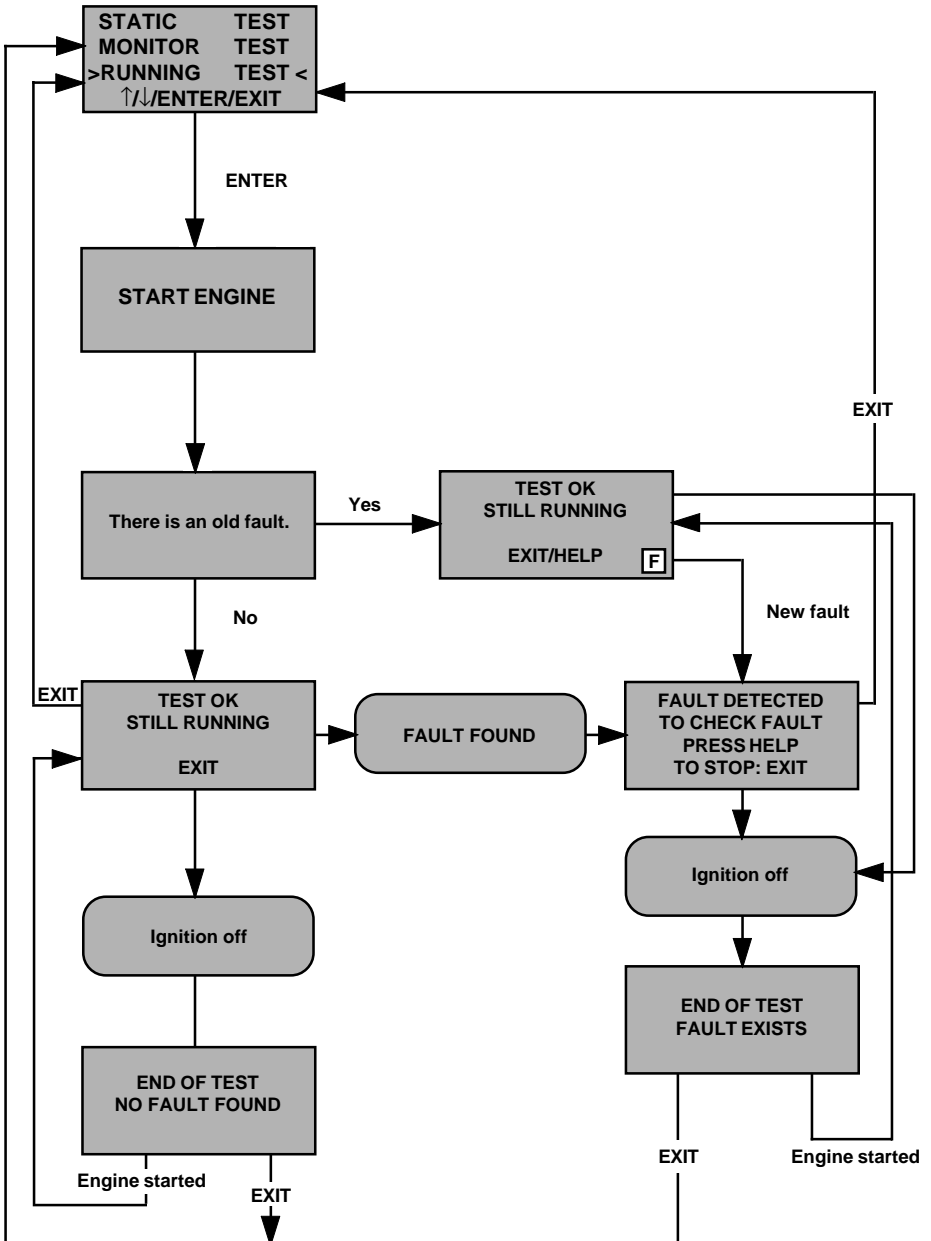 STATIC TEST
MONITOR TEST
>RUNNING TEST <
↑/↓/ENTER/EXIT
ENTER
START ENGINE
EXIT
There is an old fault.
Yes
TEST OK
STILL RUNNING
EXIT/HELP F
No
New fault
EXIT
TEST OK
STILL RUNNING
EXIT
FAULT FOUND
FAULT DETECTED
TO CHECK FAULT
PRESS HELP
TO STOP: EXIT
Ignition off
Ignition off
END OF TEST
FAULT EXISTS
END OF TEST
NO FAULT FOUND
Engine started
EXIT
EXIT
Engine started